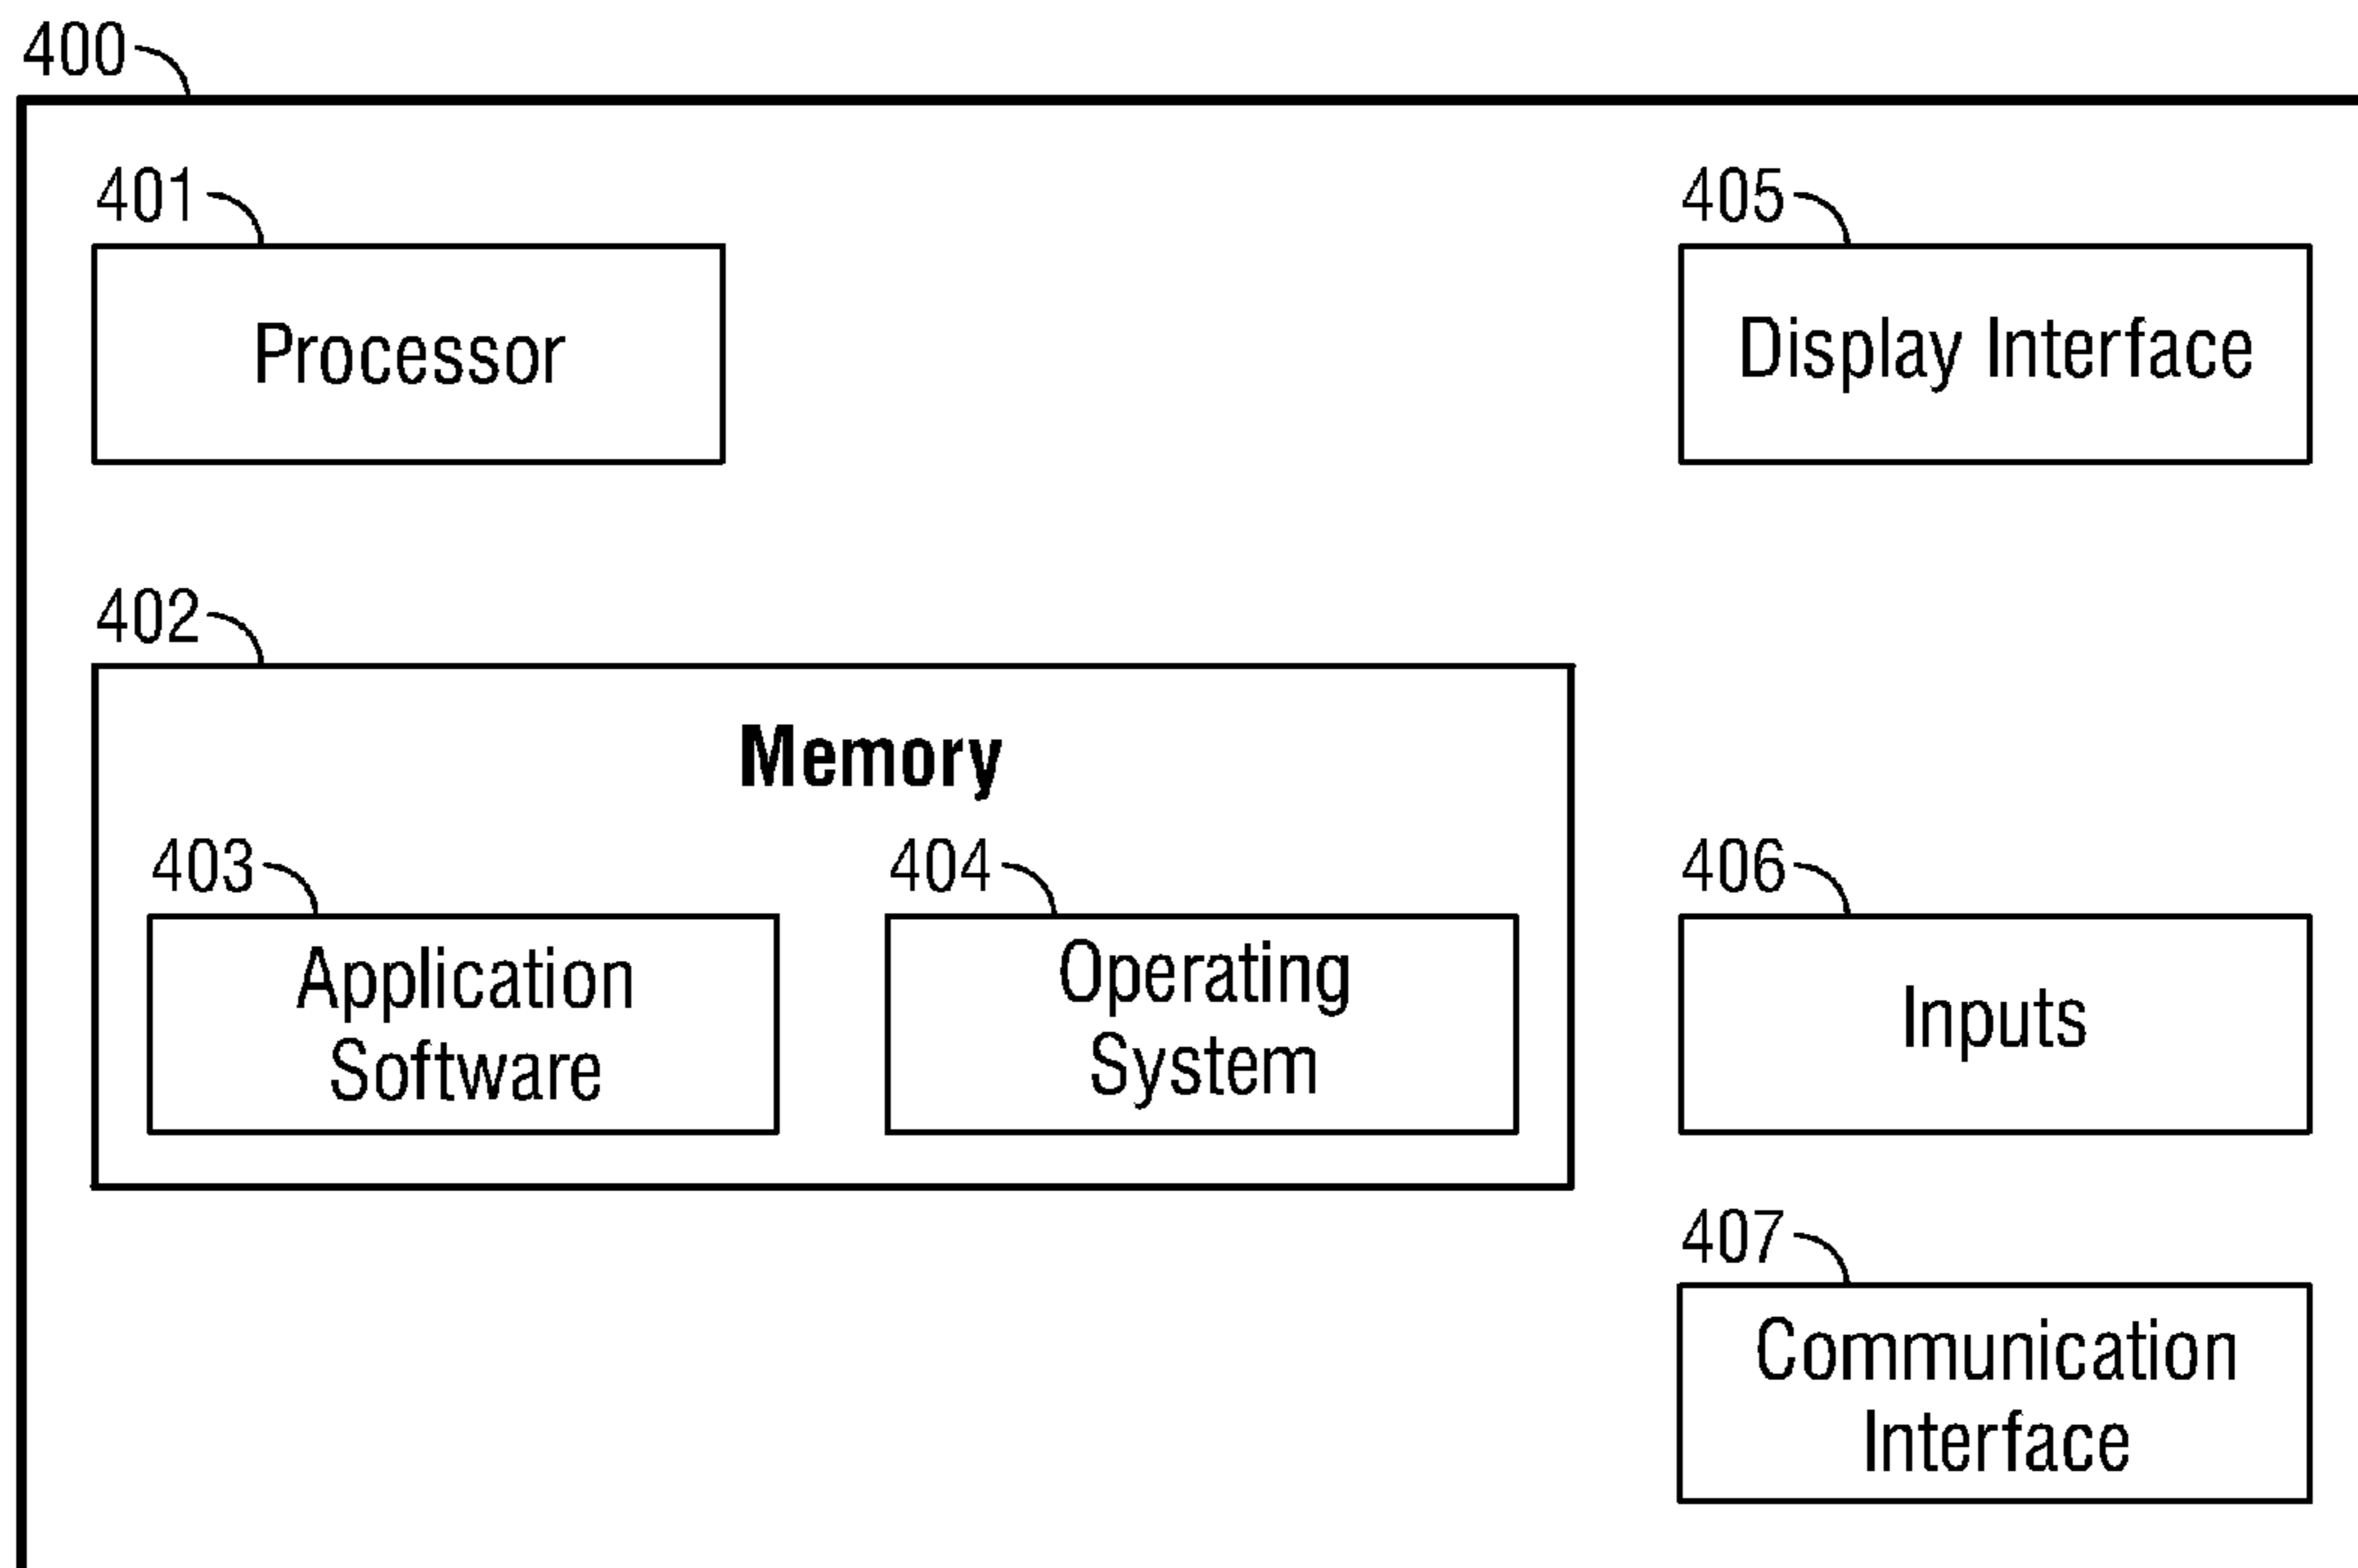 400
401
Processor
405
Display Interface
402
Memory
403
Application
Software
404
Operating
System
406
Inputs
407
Communication
Interface